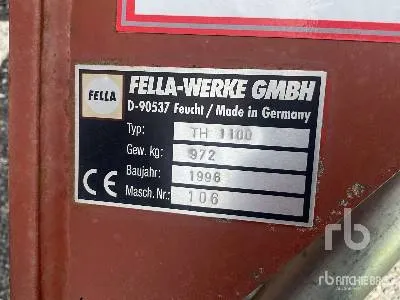 FELLA
FELLA-WERKE GMBH
D-90537 Feucht / Made in Germany
Typ: TH 1100
Gew. kg: 972
Baujahr: 1996
CE Masch. Nr.: 106
rb
rb RITCHIE BROS